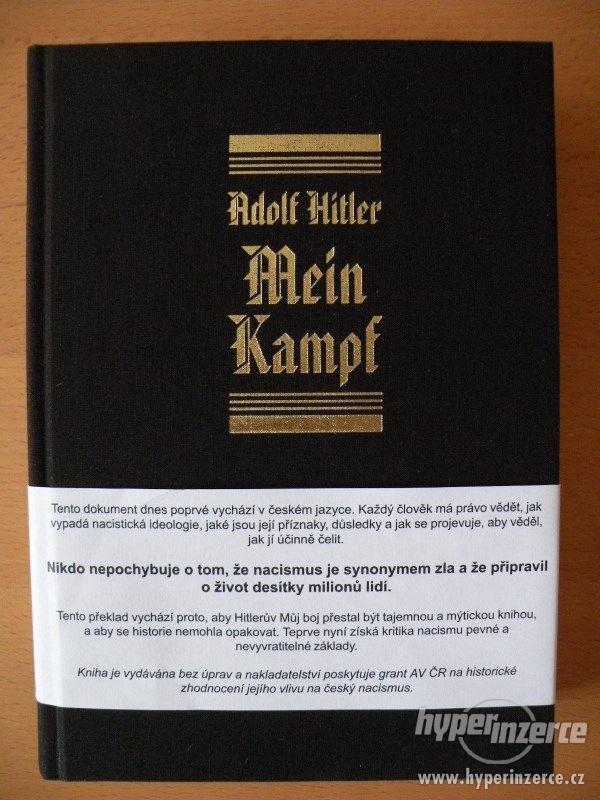 Adolf Hitler
Mein
Kampf
Tento dokument dnes poprvé vychází v českém jazyce. Každý člověk má právo vědět, jak
vypadá nacistická ideologie, jaké jsou její příznaky, důsledky a jak se projevuje, aby věděl,
jak jí účinně čelit.
Nikdo nepochybuje o tom, že nacismus je synonymem zla a že připravil
o život desítky milionů lidí.
Tento překlad vychází proto, aby Hitlerův Můj boj přestal být tajemnou a mýtickou knihou,
a aby se historie nemohla opakovat. Teprve nyní získá kritika nacismu pevné a
nevyvratitelné základy.
Kniha je vydávána bez úprav a nakladatelství poskytuje grant AV ČR na historické
zhodnocení jejího vlivu na český nacismus.
hyperinzerce
www.hyperinzerce.cz